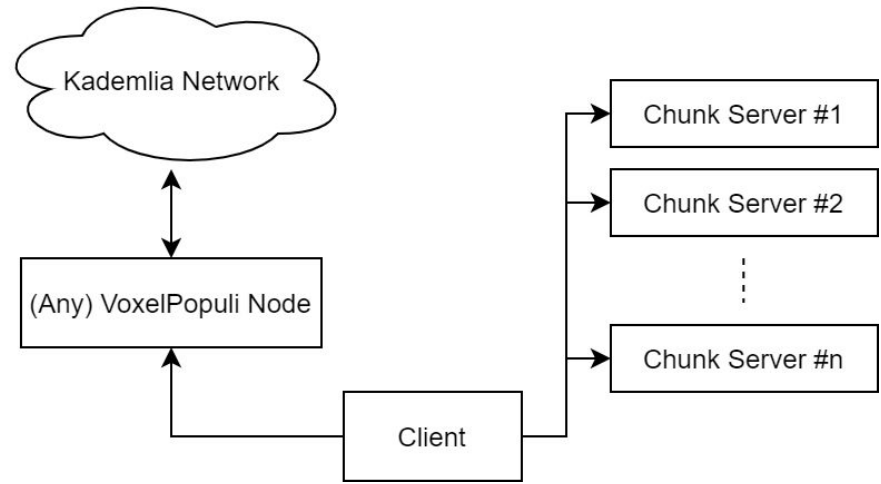 Kademlia Network
Chunk Server #1
Chunk Server #2
(Any) VoxelPopuli Node
Chunk Server #n
Client